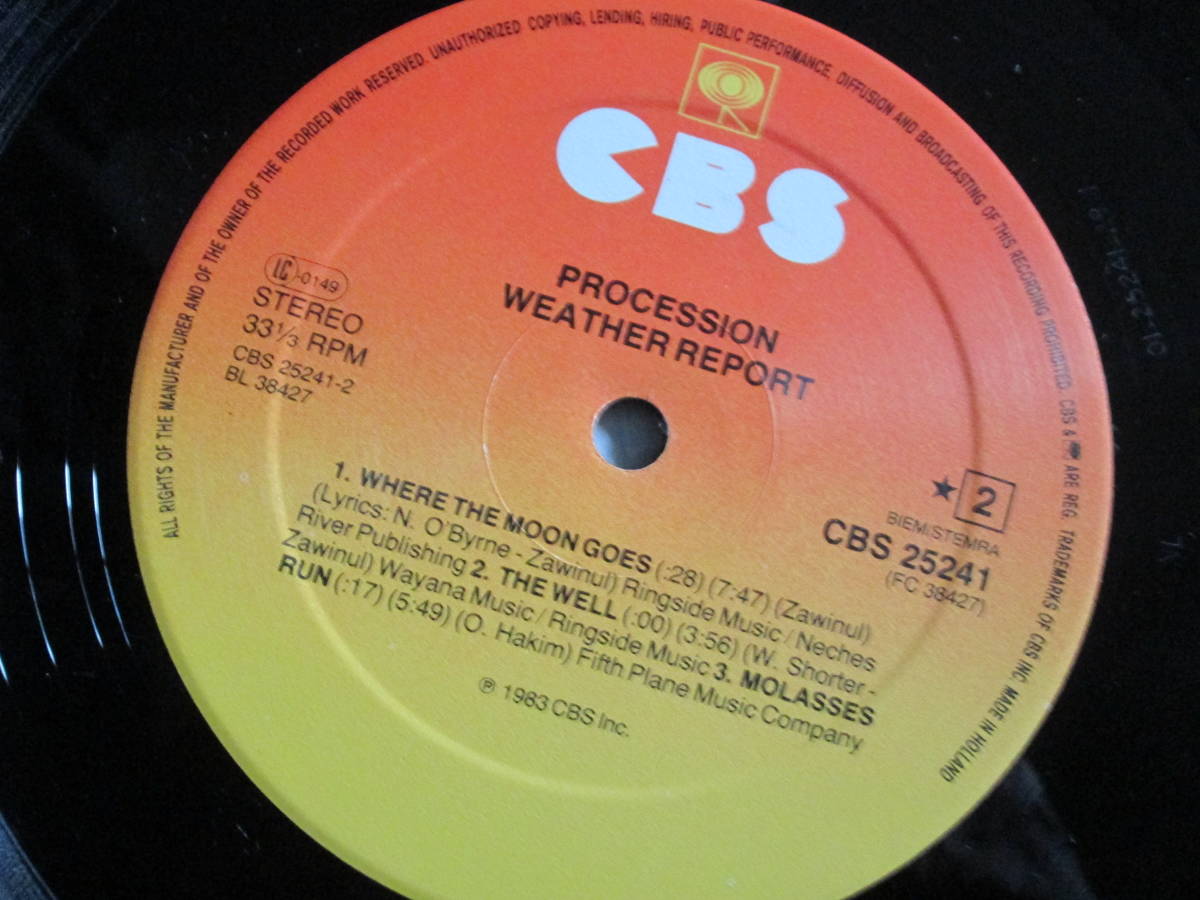 ALL RIGHTS OF THE MANUFACTURER AND OF THE OWNER OF THE RECORDED WORK RESERVED. UNAUTHORIZED COPYING, LENDING, HIRING, PUBLIC PERFORMANCE, DIFFUSION AND BROADCASTING OF THIS RECORDING PROHIBITED. CBS & ARE REG. TRADEMARKS OF CBS INC. MADE IN HOLLAND
CBS
PROCESSION
WEATHER REPORT
LC-0149
STEREO
33 1/3 RPM
CBS 25241-2
BL 38427
★ 2
BIEM/STEMRA
CBS 25241
(FC 38427)
1. WHERE THE MOON GOES (:28) (7:47) (Zawinul)
(Lyrics: N. O'Byrne - Zawinul) Ringside Music / Neches
River Publishing 2. THE WELL (:00) (3:56) (W. Shorter -
Zawinul) Wayana Music / Ringside Music 3. MOLASSES
RUN (:17) (5:49) (O. Hakim) Fifth Plane Music Company
℗ 1983 CBS Inc.